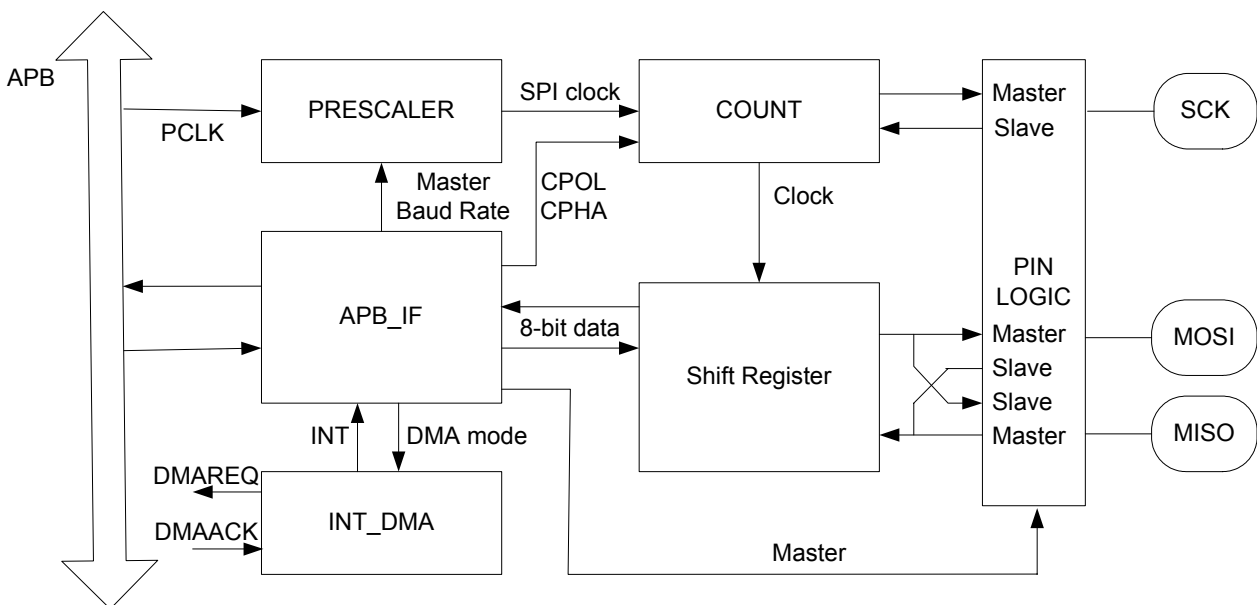 APB
PCLK
PRESCALER
SPI clock
COUNT
Master
Slave
SCK
Master
Baud Rate
CPOL
CPHA
Clock
APB_IF
8-bit data
Shift Register
PIN
LOGIC
Master
Slave
Slave
Master
MOSI
MISO
INT
DMA mode
DMAREQ
DMAACK
INT_DMA
Master